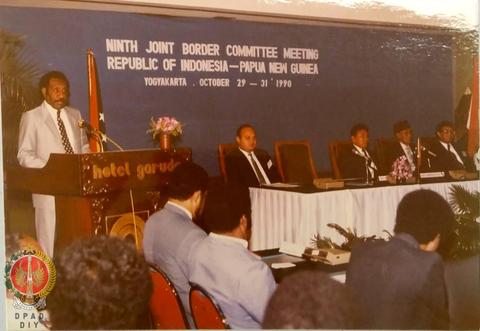 NINTH JOINT BORDER COMMITTEE MEETING
REPUBLIC OF INDONESIA—PAPUA NEW GUINEA
YOGYAKARTA . OCTOBER 29 — 31 1990
hotel garuda
DPAD
DIY